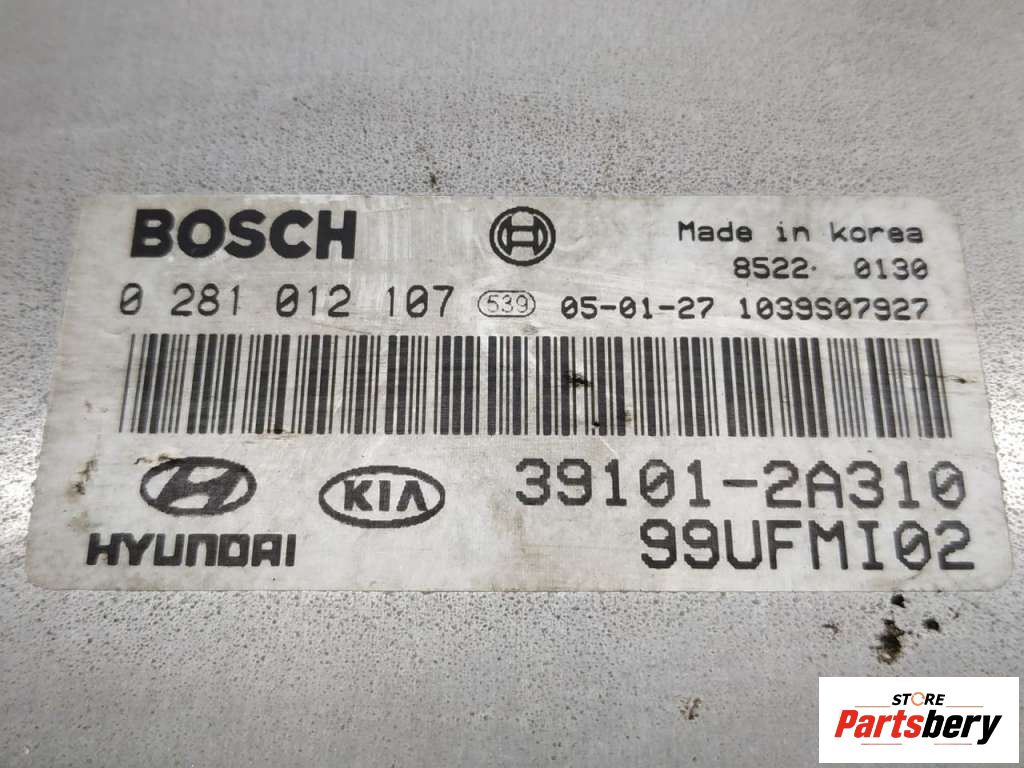 BOSCH
Made in korea
8522· 0130
0 281 012 107 539 05-01-27 1039S07927
39101-2A310
HYUNDAI KIA 99UFMI02
STORE
Partsbery